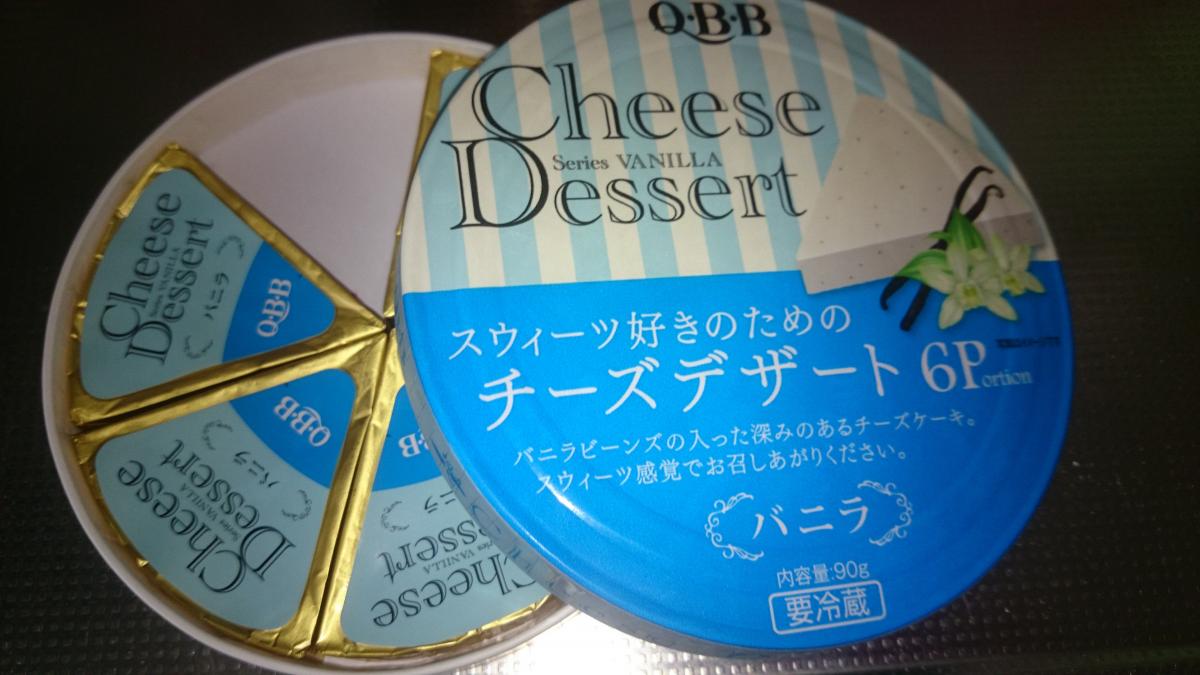 Q·B·B
Cheese
Series VANILLA
Dessert
スウィーツ好きのための
チーズデザート 6Portion
バニラビーンズの入った深みのあるチーズケーキ。
スウィーツ感覚でお召しあがりください。
バニラ
内容量:90g
要冷蔵
Cheese
Series VANILLA
Dessert
バニラ
Q·B·B
Q·B·B
バニラ
Cheese
Series VANILLA
Dessert
Cheese
Series VANILLA